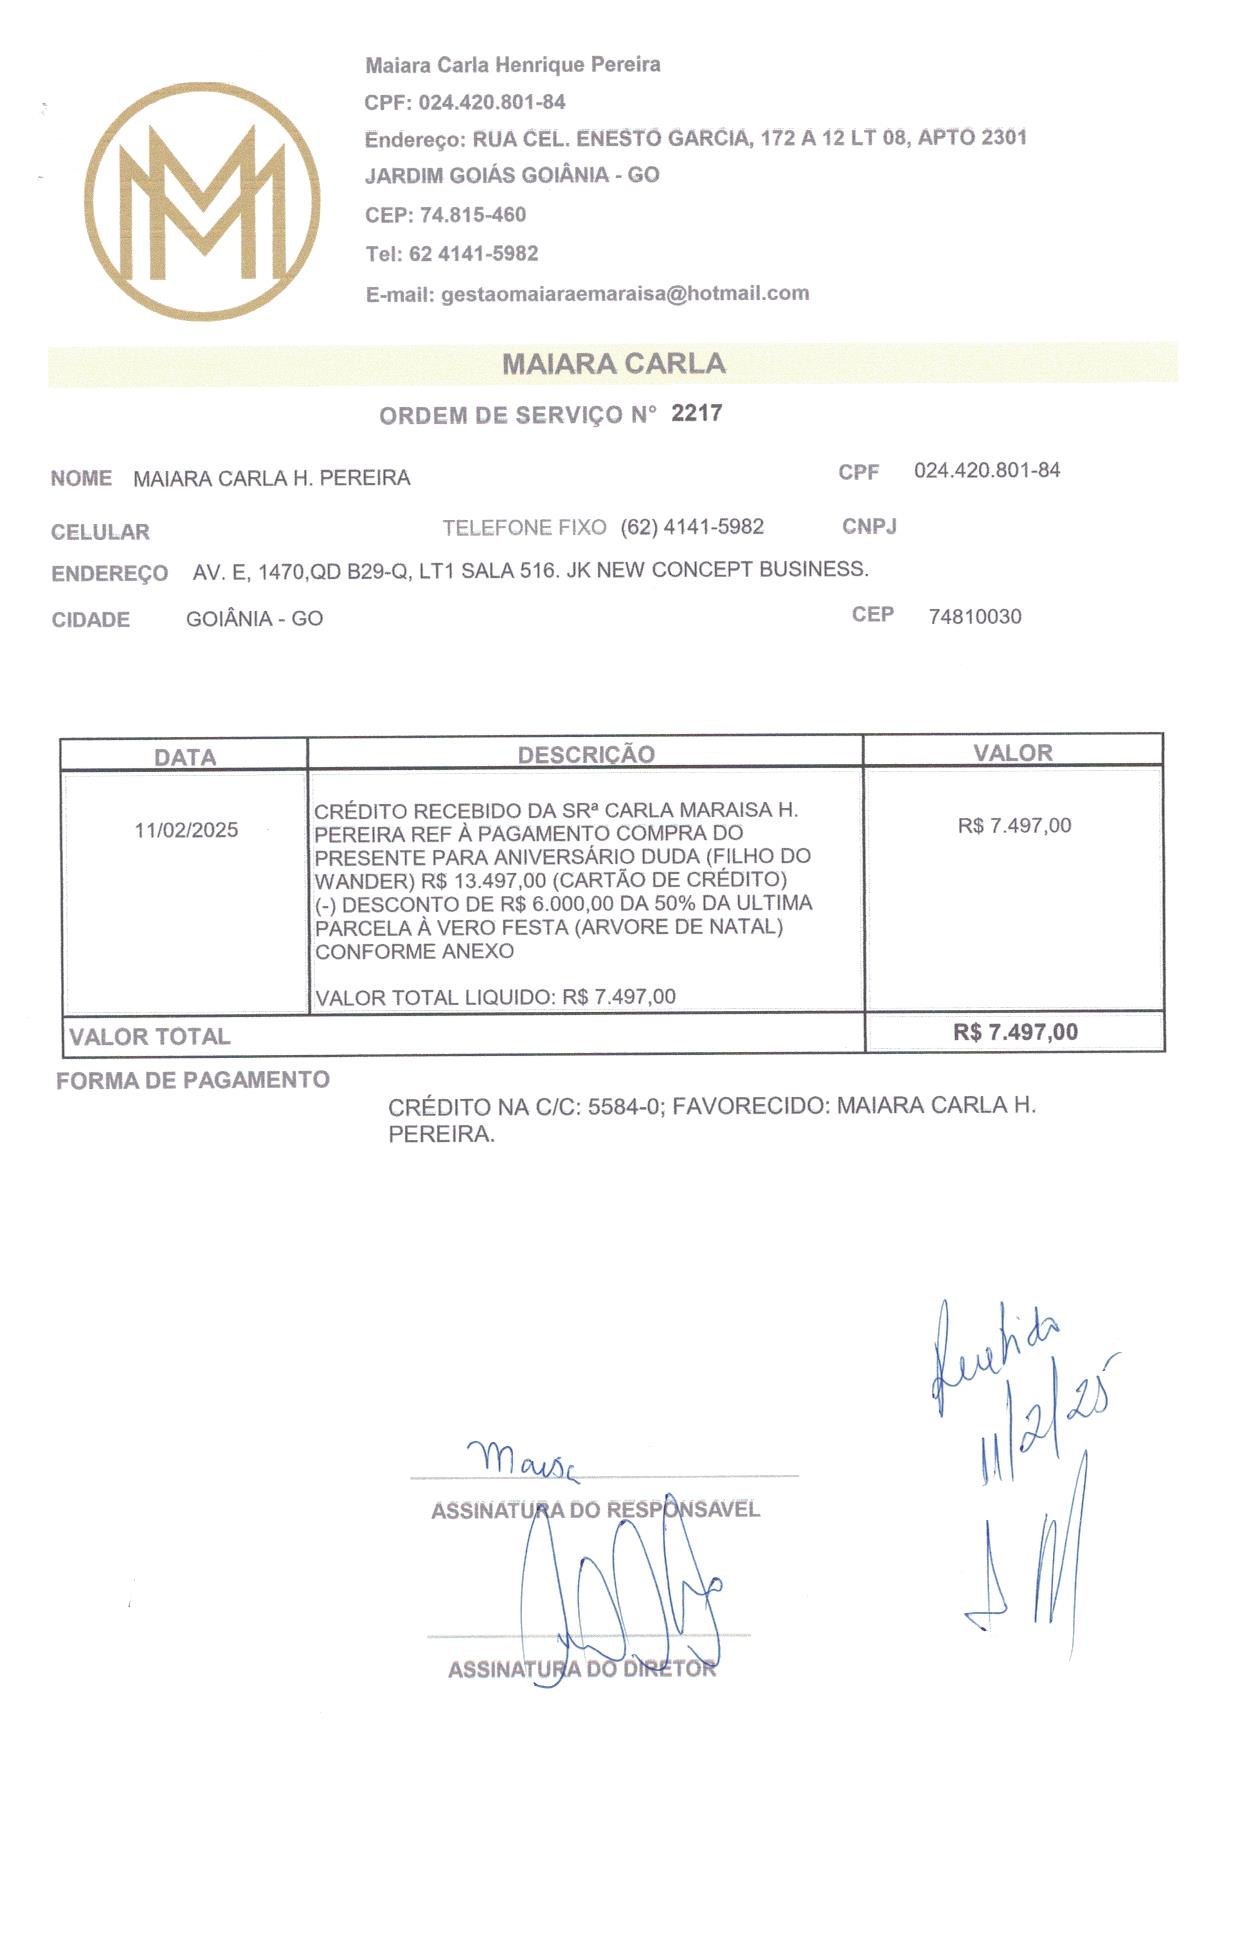 Maiara Carla Henrique Pereira
CPF: 024.420.801-84
Endereço: RUA CEL. ENESTO GARCIA, 172 A 12 LT 08, APTO 2301
JARDIM GOIÁS GOIÂNIA - GO
CEP: 74.815-460
Tel: 62 4141-5982
E-mail: gestaomaiaraemaraisa@hotmail.com
MAIARA CARLA
ORDEM DE SERVIÇO N° 2217
NOME MAIARA CARLA H. PEREIRA CPF 024.420.801-84
CELULAR TELEFONE FIXO (62) 4141-5982 CNPJ
ENDEREÇO AV. E, 1470,QD B29-Q, LT1 SALA 516. JK NEW CONCEPT BUSINESS.
CIDADE GOIÂNIA - GO CEP 74810030
DATA DESCRIÇÃO VALOR
CRÉDITO RECEBIDO DA SRª CARLA MARAISA H.
11/02/2025 PEREIRA REF À PAGAMENTO COMPRA DO R$ 7.497,00
PRESENTE PARA ANIVERSÁRIO DUDA (FILHO DO
WANDER) R$ 13.497,00 (CARTÃO DE CRÉDITO)
(-) DESCONTO DE R$ 6.000,00 DA 50% DA ULTIMA
PARCELA À VERO FESTA (ARVORE DE NATAL)
CONFORME ANEXO
VALOR TOTAL LIQUIDO: R$ 7.497,00
VALOR TOTAL R$ 7.497,00
FORMA DE PAGAMENTO
CRÉDITO NA C/C: 5584-0; FAVORECIDO: MAIARA CARLA H.
PEREIRA.
Recebido
11/2/25
ASSINATURA DO RESPONSAVEL
ASSINATURA DO DIRETOR